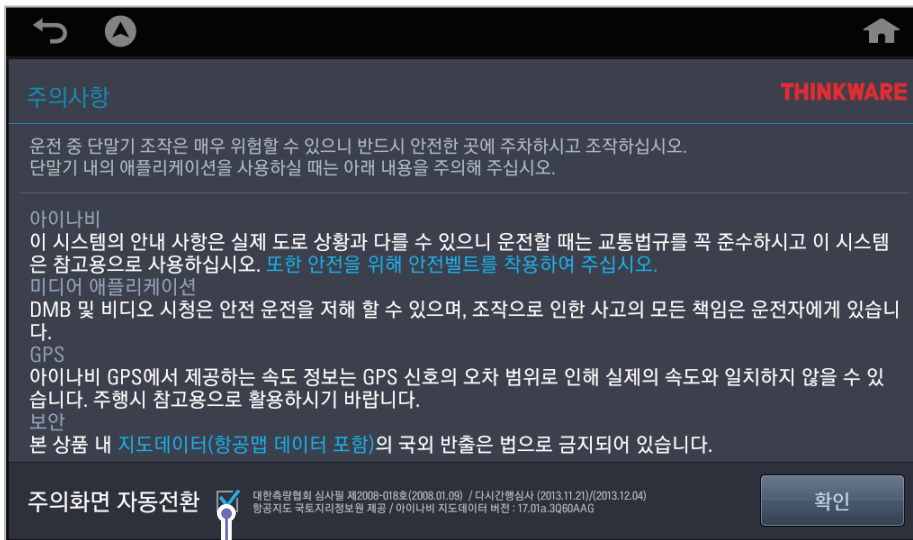 주의사항
THINKWARE
운전 중 단말기 조작은 매우 위험할 수 있으니 반드시 안전한 곳에 주차하시고 조작하십시오.
단말기 내의 애플리케이션을 사용하실 때는 아래 내용을 주의해 주십시오.
아이나비
이 시스템의 안내 사항은 실제 도로 상황과 다를 수 있으니 운전할 때는 교통법규를 꼭 준수하시고 이 시스템
은 참고용으로 사용하십시오. 또한 안전을 위해 안전벨트를 착용하여 주십시오.
미디어 애플리케이션
DMB 및 비디오 시청은 안전 운전을 저해 할 수 있으며, 조작으로 인한 사고의 모든 책임은 운전자에게 있습니
다.
GPS
아이나비 GPS에서 제공하는 속도 정보는 GPS 신호의 오차 범위로 인해 실제의 속도와 일치하지 않을 수 있
습니다. 주행시 참고용으로 활용하시기 바랍니다.
보안
본 상품 내 지도데이터(항공맵 데이터 포함)의 국외 반출은 법으로 금지되어 있습니다.
주의화면 자동전환
대한측량협회 심사필 제2008-018호(2008.01.09) / 다시간행심사 (2013.11.21)/(2013.12.04)
항공지도 국토지리정보원 제공 / 아이나비 지도데이터 버전 : 17.01a.3Q60AAG
확인